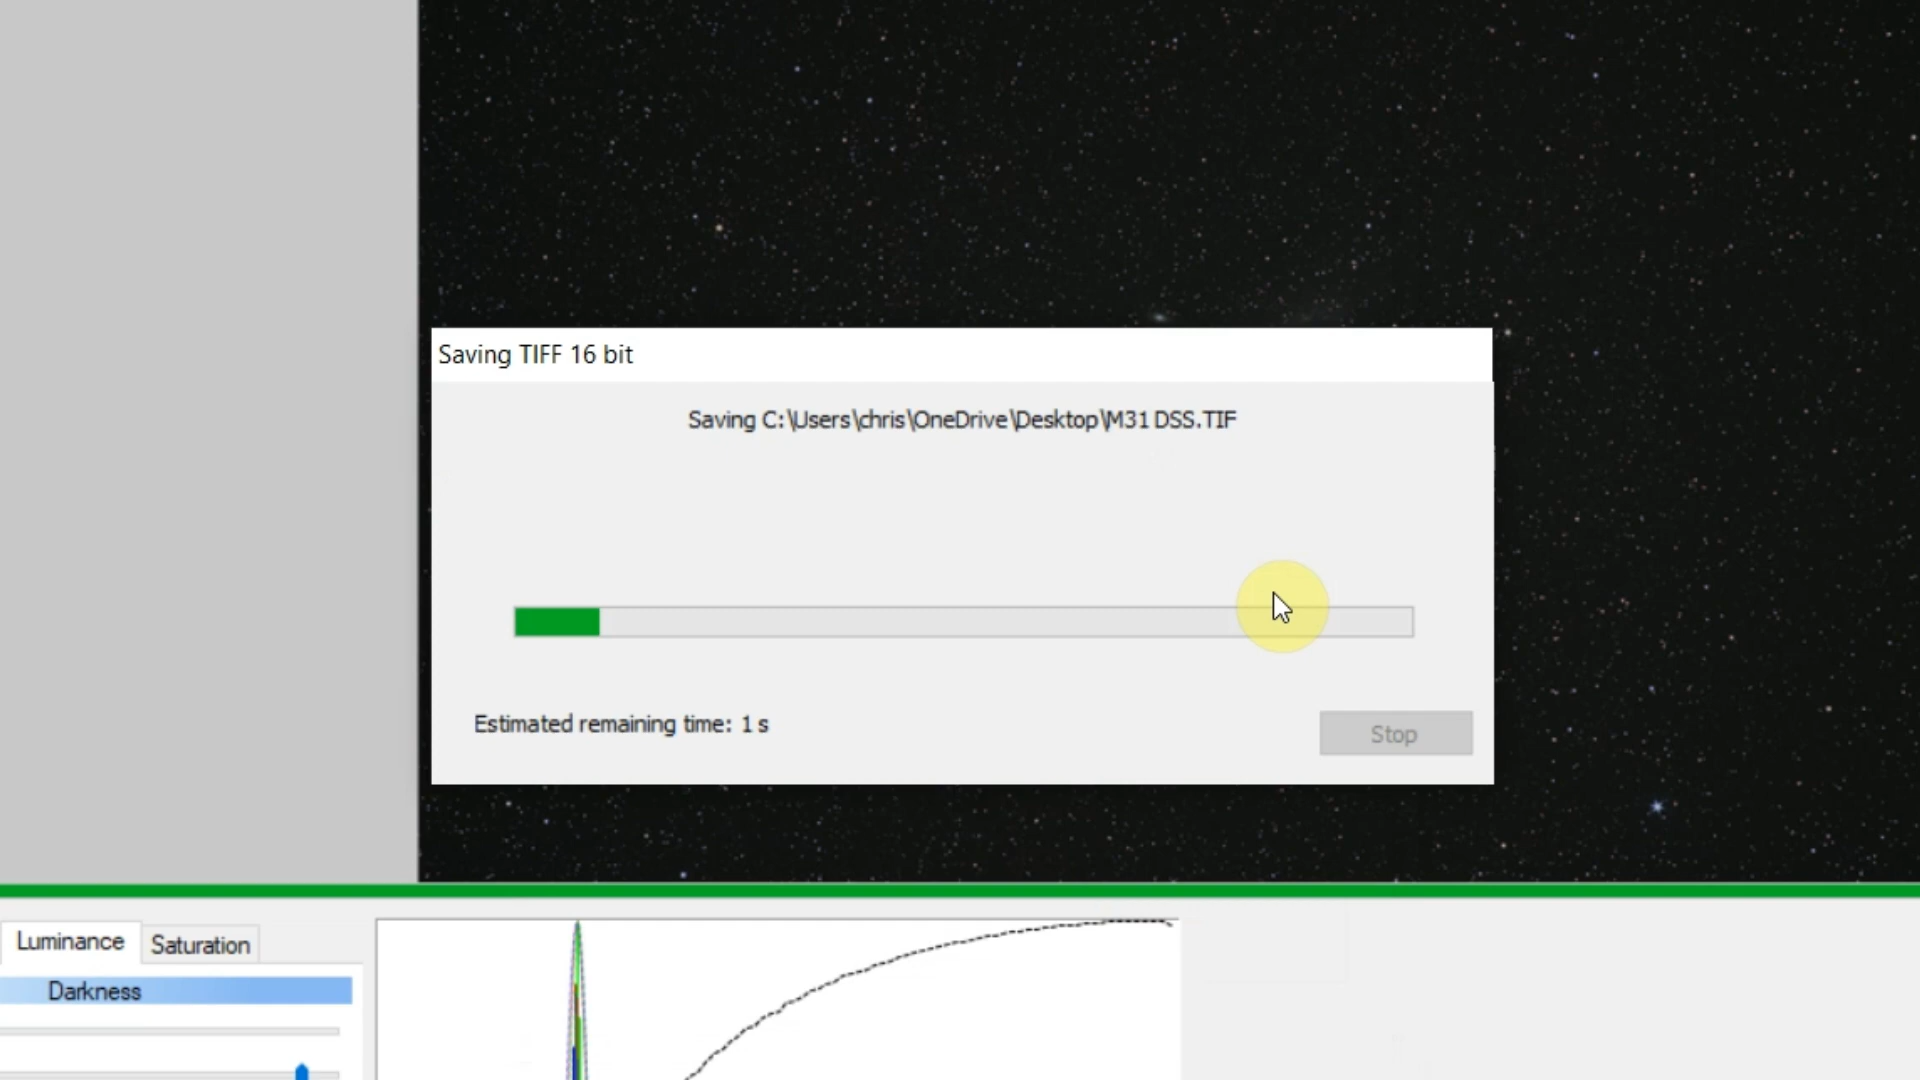 Saving TIFF 16 bit
Saving C:\Users\chris\OneDrive\Desktop\M31 DSS.TIF
Estimated remaining time: 1 s
Stop
Luminance
Saturation
Darkness